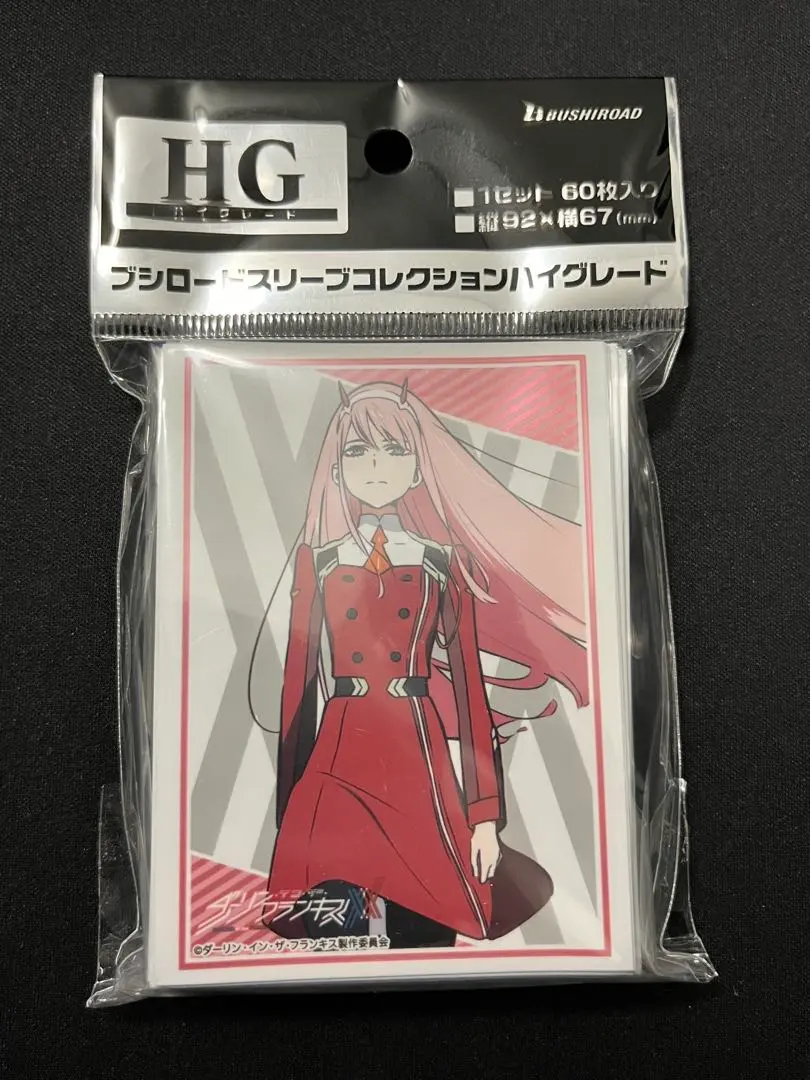 BUSHIROAD
HG
ハイグレード
■1セット 60枚入り
■縦92×横67(mm)
ブシロードスリーブコレクションハイグレード
ダーリン・イン・ザ・
フランキス
©ダーリン・イン・ザ・フランキス製作委員会